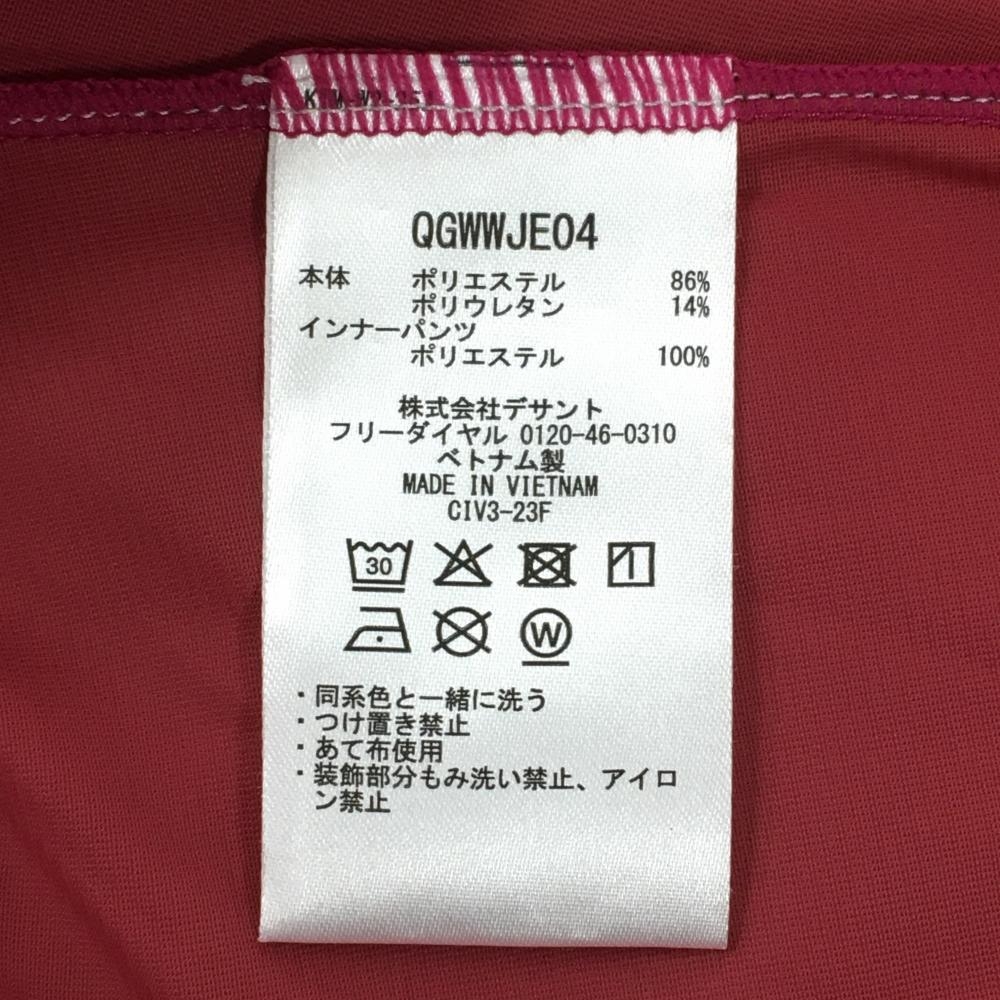 QGWWJE04
本体 ポリエステル 86%
ポリウレタン 14%
インナーパンツ
ポリエステル 100%
株式会社デサント
フリーダイヤル 0120-46-0310
ベトナム製
MADE IN VIETNAM
CIV3-23F
30
W
・同系色と一緒に洗う
・つけ置き禁止
・あて布使用
・装飾部分もみ洗い禁止、アイロ
ン禁止